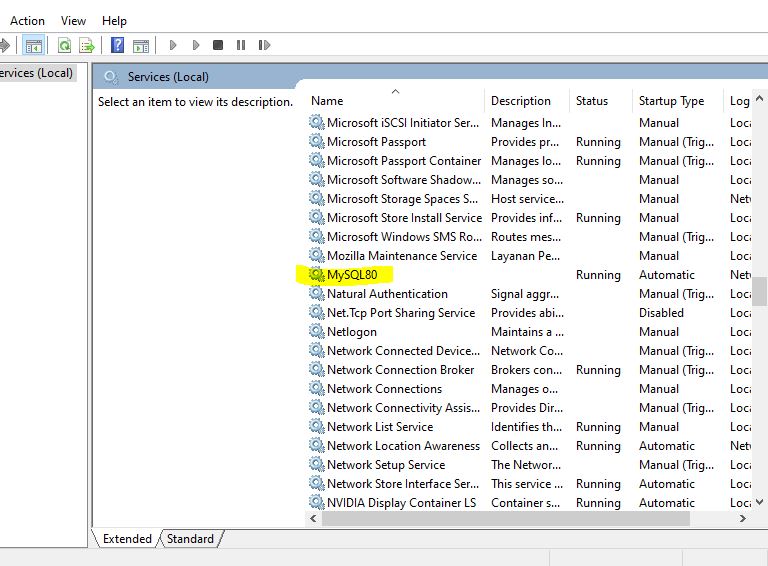 Action View Help
ervices (Local)
Services (Local)
Select an item to view its description.
Name Description Status Startup Type Log
Microsoft iSCSI Initiator Ser... Manages In... Manual Loca
Microsoft Passport Provides pr... Running Manual (Trig... Loca
Microsoft Passport Container Manages lo... Running Manual (Trig... Loca
Microsoft Software Shadow... Manages so... Manual Loca
Microsoft Storage Spaces S... Host service... Manual Netv
Microsoft Store Install Service Provides inf... Running Manual Loca
Microsoft Windows SMS Ro... Routes mes... Manual (Trig... Loca
Mozilla Maintenance Service Layanan Pe... Manual Loca
MySQL80 Running Automatic Netv
Natural Authentication Signal aggr... Manual (Trig... Loca
Net.Tcp Port Sharing Service Provides abi... Disabled Loca
Netlogon Maintains a ... Manual Loca
Network Connected Device... Network Co... Manual (Trig... Loca
Network Connection Broker Brokers con... Running Manual (Trig... Loca
Network Connections Manages o... Manual Loca
Network Connectivity Assis... Provides Dir... Manual (Trig... Loca
Network List Service Identifies th... Running Manual Loca
Network Location Awareness Collects an... Running Automatic Netv
Network Setup Service The Networ... Manual (Trig... Loca
Network Store Interface Ser... This service ... Running Automatic Loca
NVIDIA Display Container LS Container s... Running Automatic Loca
Extended Standard